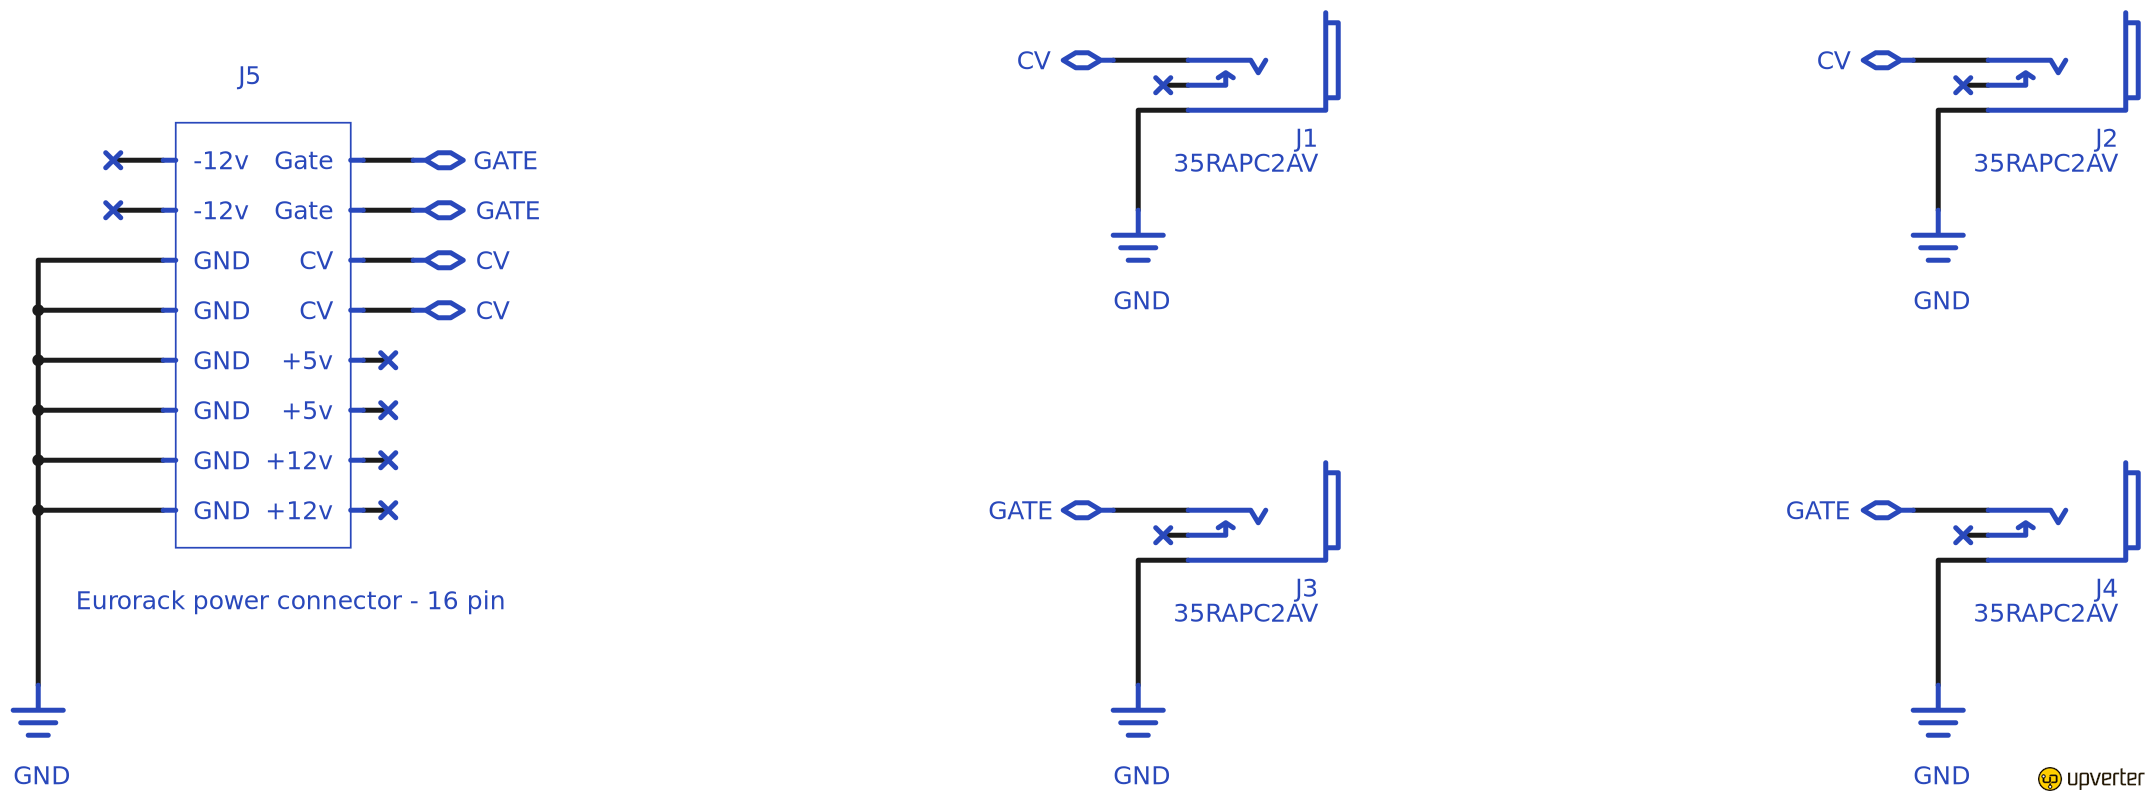 J5
-12v Gate GATE
-12v Gate GATE
GND CV CV
GND CV CV
GND +5v
GND +5v
GND +12v
GND +12v
Eurorack power connector - 16 pin
GND
CV
J1
35RAPC2AV
GND
CV
J2
35RAPC2AV
GND
GATE
J3
35RAPC2AV
GND
GATE
J4
35RAPC2AV
GND
upverter